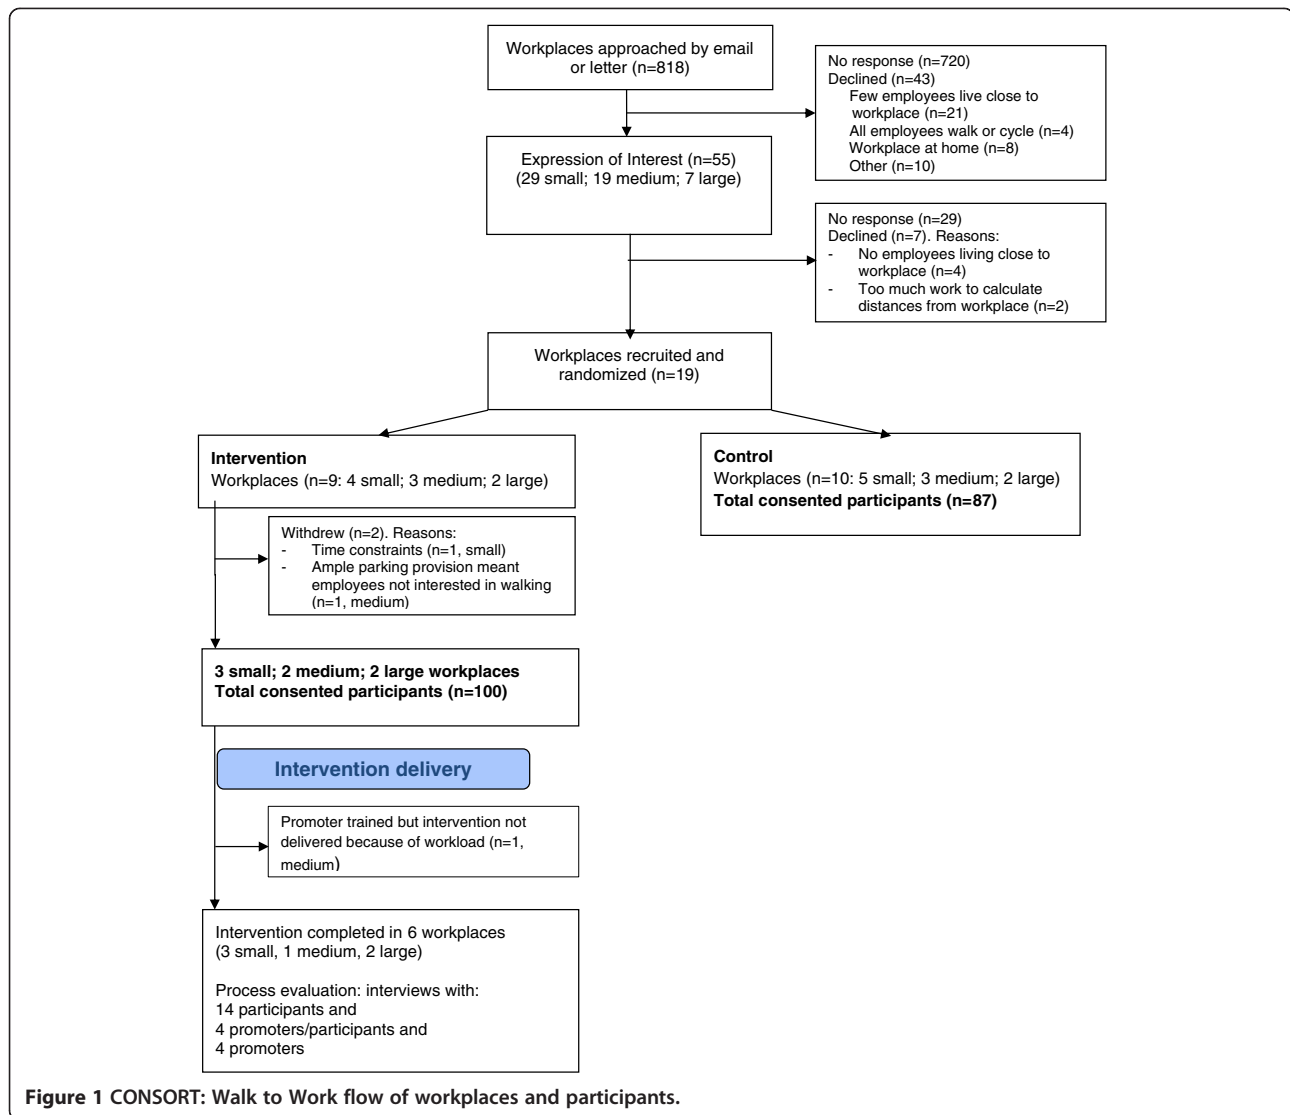 Workplaces approached by email
or letter (n=818)
No response (n=720)
Declined (n=43)
Few employees live close to
workplace (n=21)
All employees walk or cycle (n=4)
Workplace at home (n=8)
Other (n=10)
Expression of Interest (n=55)
(29 small; 19 medium; 7 large)
No response (n=29)
Declined (n=7). Reasons:
- No employees living close to
workplace (n=4)
- Too much work to calculate
distances from workplace (n=2)
Workplaces recruited and
randomized (n=19)
Intervention
Workplaces (n=9: 4 small; 3 medium; 2 large)
Control
Workplaces (n=10: 5 small; 3 medium; 2 large)
Total consented participants (n=87)
Withdrew (n=2). Reasons:
- Time constraints (n=1, small)
- Ample parking provision meant
employees not interested in walking
(n=1, medium)
3 small; 2 medium; 2 large workplaces
Total consented participants (n=100)
Intervention delivery
Promoter trained but intervention not
delivered because of workload (n=1,
medium)
Intervention completed in 6 workplaces
(3 small, 1 medium, 2 large)
Process evaluation: interviews with:
14 participants and
4 promoters/participants and
4 promoters
Figure 1 CONSORT: Walk to Work flow of workplaces and participants.